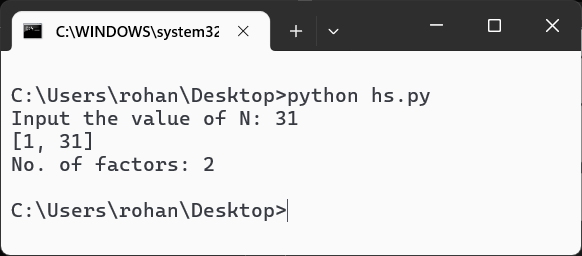 C:\WINDOWS\system32
C:\Users\rohan\Desktop>python hs.py
Input the value of N: 31
[1, 31]
No. of factors: 2
C:\Users\rohan\Desktop>